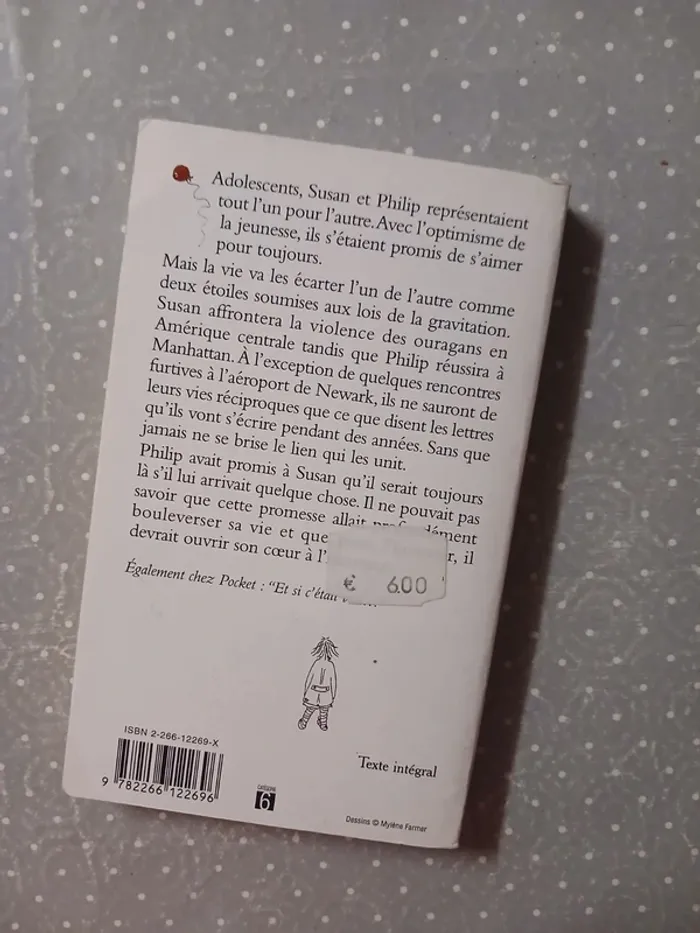 Adolescents, Susan et Philip représentaient
tout l'un pour l'autre. Avec l'optimisme de
la jeunesse, ils s'étaient promis de s'aimer
pour toujours.
Mais la vie va les écarter l'un de l'autre comme
deux étoiles soumises aux lois de la gravitation.
Susan affrontera la violence des ouragans en
Amérique centrale tandis que Philip réussira à
Manhattan. À l'exception de quelques rencontres
furtives à l'aéroport de Newark, ils ne sauront de
leurs vies réciproques que ce que disent les lettres
qu'ils vont s'écrire pendant des années. Sans que
jamais ne se brise le lien qui les unit.
Philip avait promis à Susan qu'il serait toujours
là s'il lui arrivait quelque chose. Il ne pouvait pas
savoir que cette promesse allait profondément
bouleverser sa vie et que il
devrait ouvrir son cœur à
€ 6.00
Également chez Pocket : "Et si c'était
ISBN 2-266-12269-X
9 782266 122696
6
Texte intégral
Dessins © Mylène Farmer